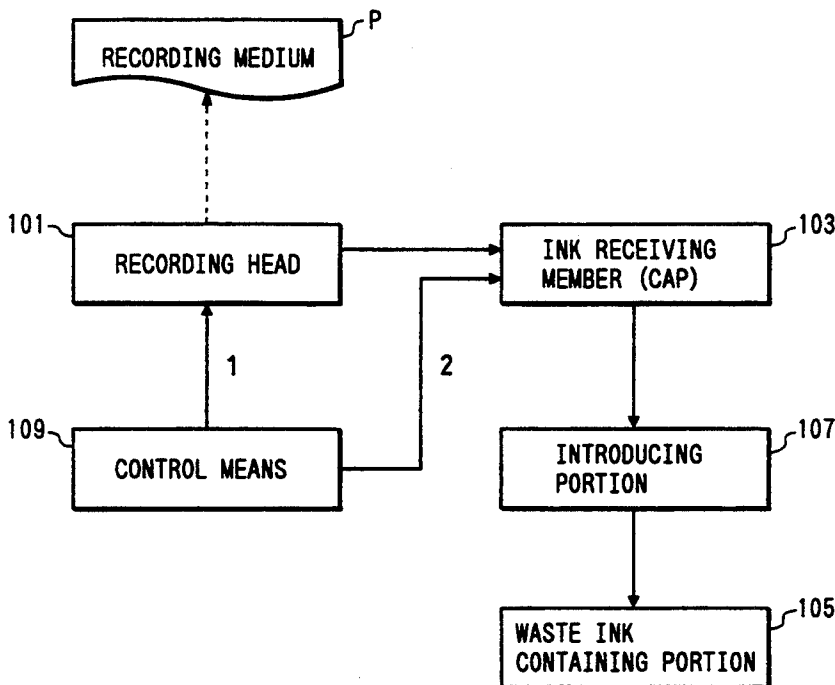 P
RECORDING MEDIUM
101
RECORDING HEAD
103
INK RECEIVING
MEMBER (CAP)
1
2
109
CONTROL MEANS
107
INTRODUCING
PORTION
105
WASTE INK
CONTAINING PORTION